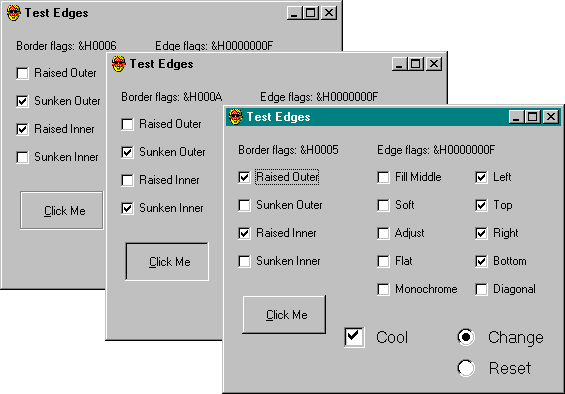 Test Edges
Border flags: &H0006 Edge flags: &H0000000F
Raised Outer
Sunken Outer
Raised Inner
Sunken Inner
Click Me
Test Edges
Border flags: &H000A Edge flags: &H0000000F
Raised Outer
Sunken Outer
Raised Inner
Sunken Inner
Click Me
Test Edges
Border flags: &H0005 Edge flags: &H0000000F
Raised Outer Fill Middle Left
Sunken Outer Soft Top
Raised Inner Adjust Right
Sunken Inner Flat Bottom
Monochrome Diagonal
Click Me
Cool Change
Reset